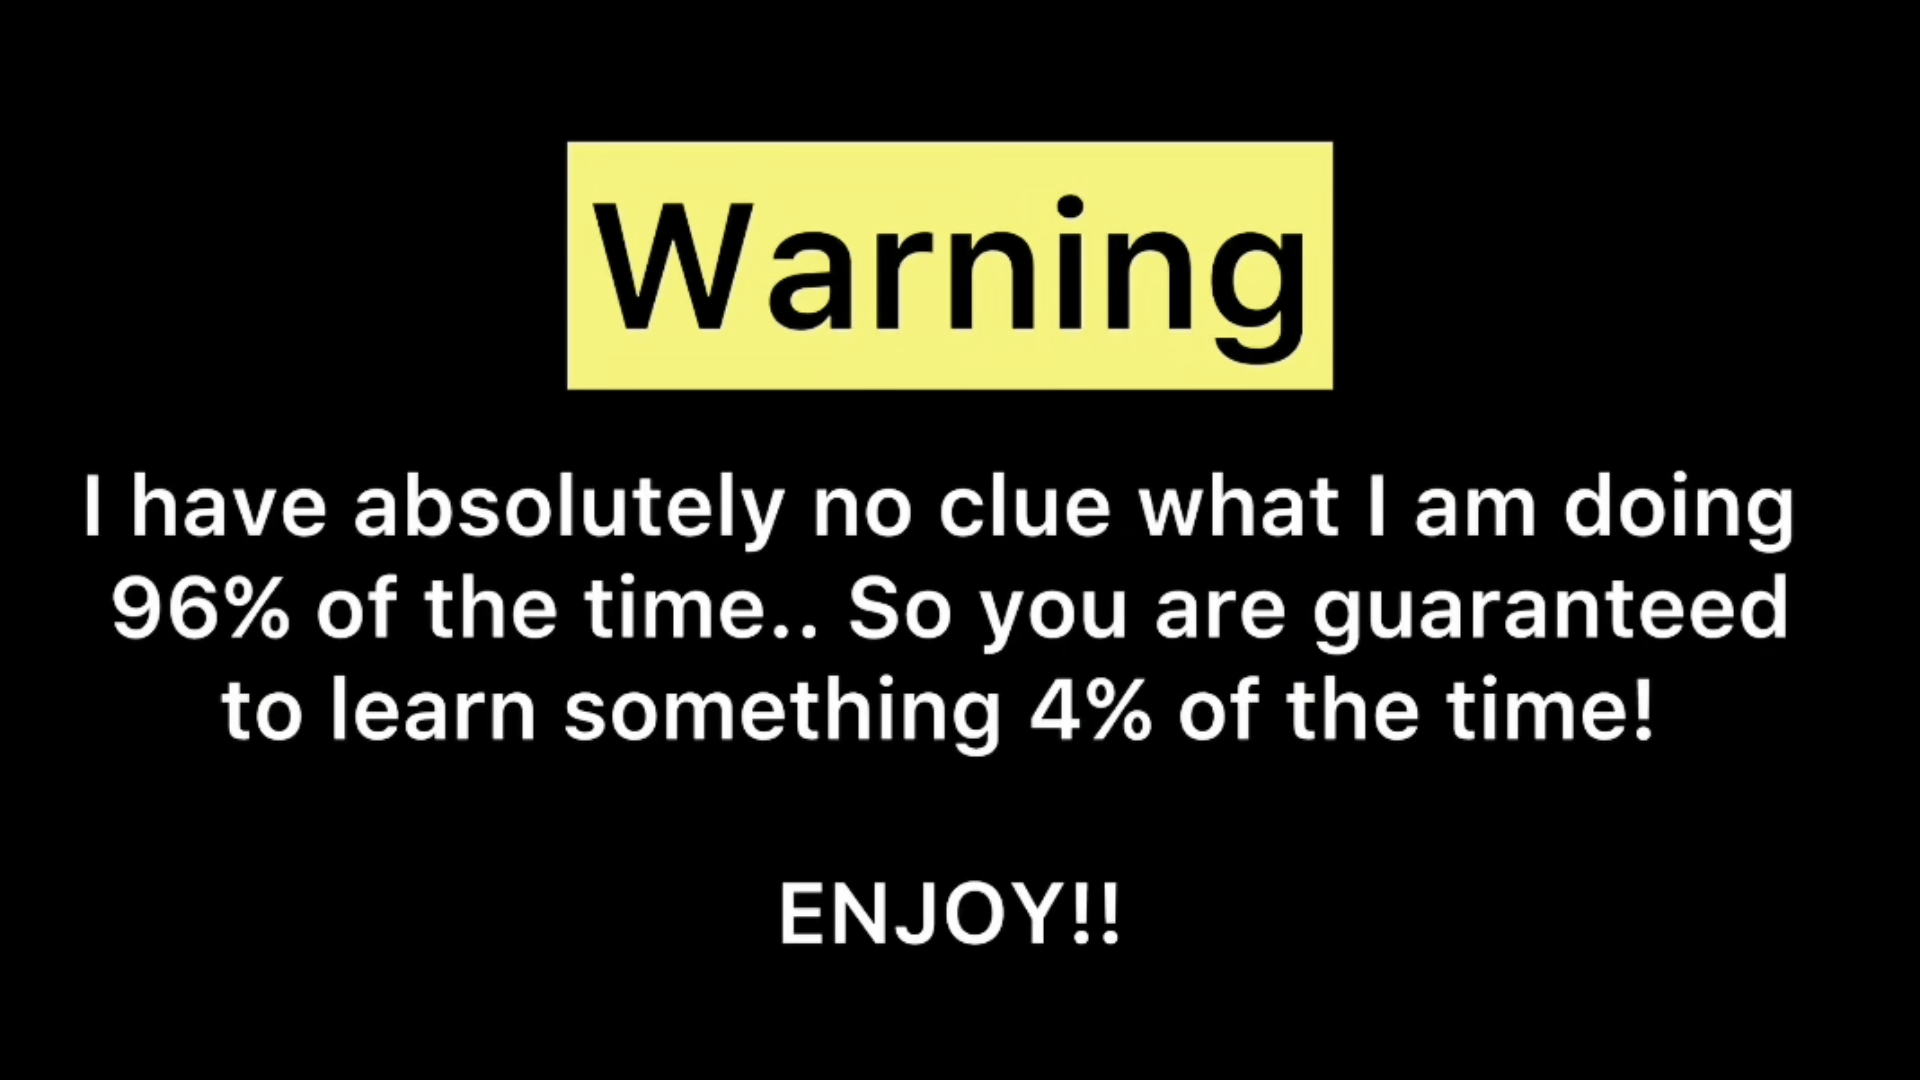 Warning
I have absolutely no clue what I am doing
96% of the time.. So you are guaranteed
to learn something 4% of the time!
ENJOY!!